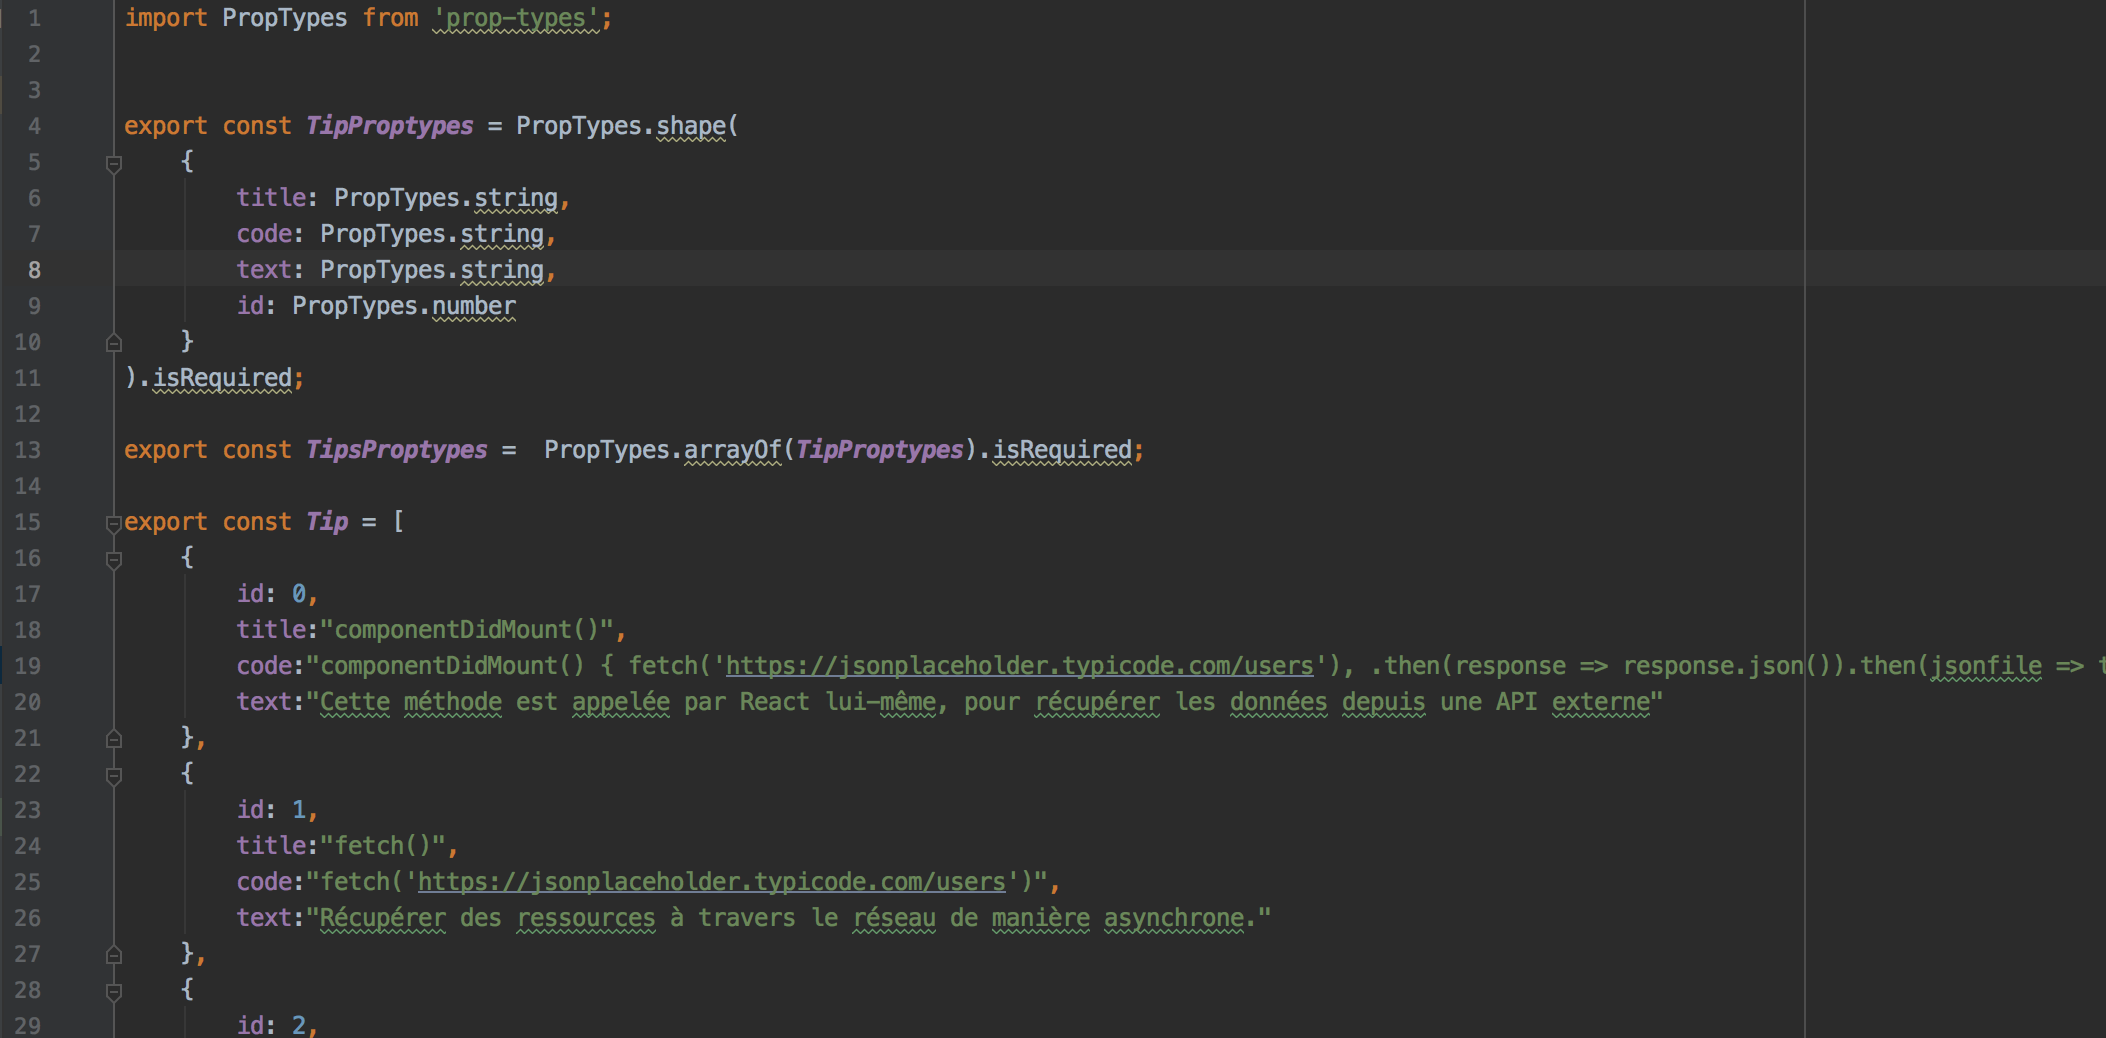 1 import PropTypes from 'prop-types';
2
3
4 export const TipProptypes = PropTypes.shape(
5 {
6 title: PropTypes.string,
7 code: PropTypes.string,
8 text: PropTypes.string,
9 id: PropTypes.number
10 }
11 ).isRequired;
12
13 export const TipsProptypes =  PropTypes.arrayOf(TipProptypes).isRequired;
14
15 export const Tip = [
16 {
17 id: 0,
18 title:"componentDidMount()",
19 code:"componentDidMount() { fetch('https://jsonplaceholder.typicode.com/users'), .then(response => response.json()).then(jsonfile =>
20 text:"Cette méthode est appelée par React lui-même, pour récupérer les données depuis une API externe"
21 },
22 {
23 id: 1,
24 title:"fetch()",
25 code:"fetch('https://jsonplaceholder.typicode.com/users')",
26 text:"Récupérer des ressources à travers le réseau de manière asynchrone."
27 },
28 {
29 id: 2,